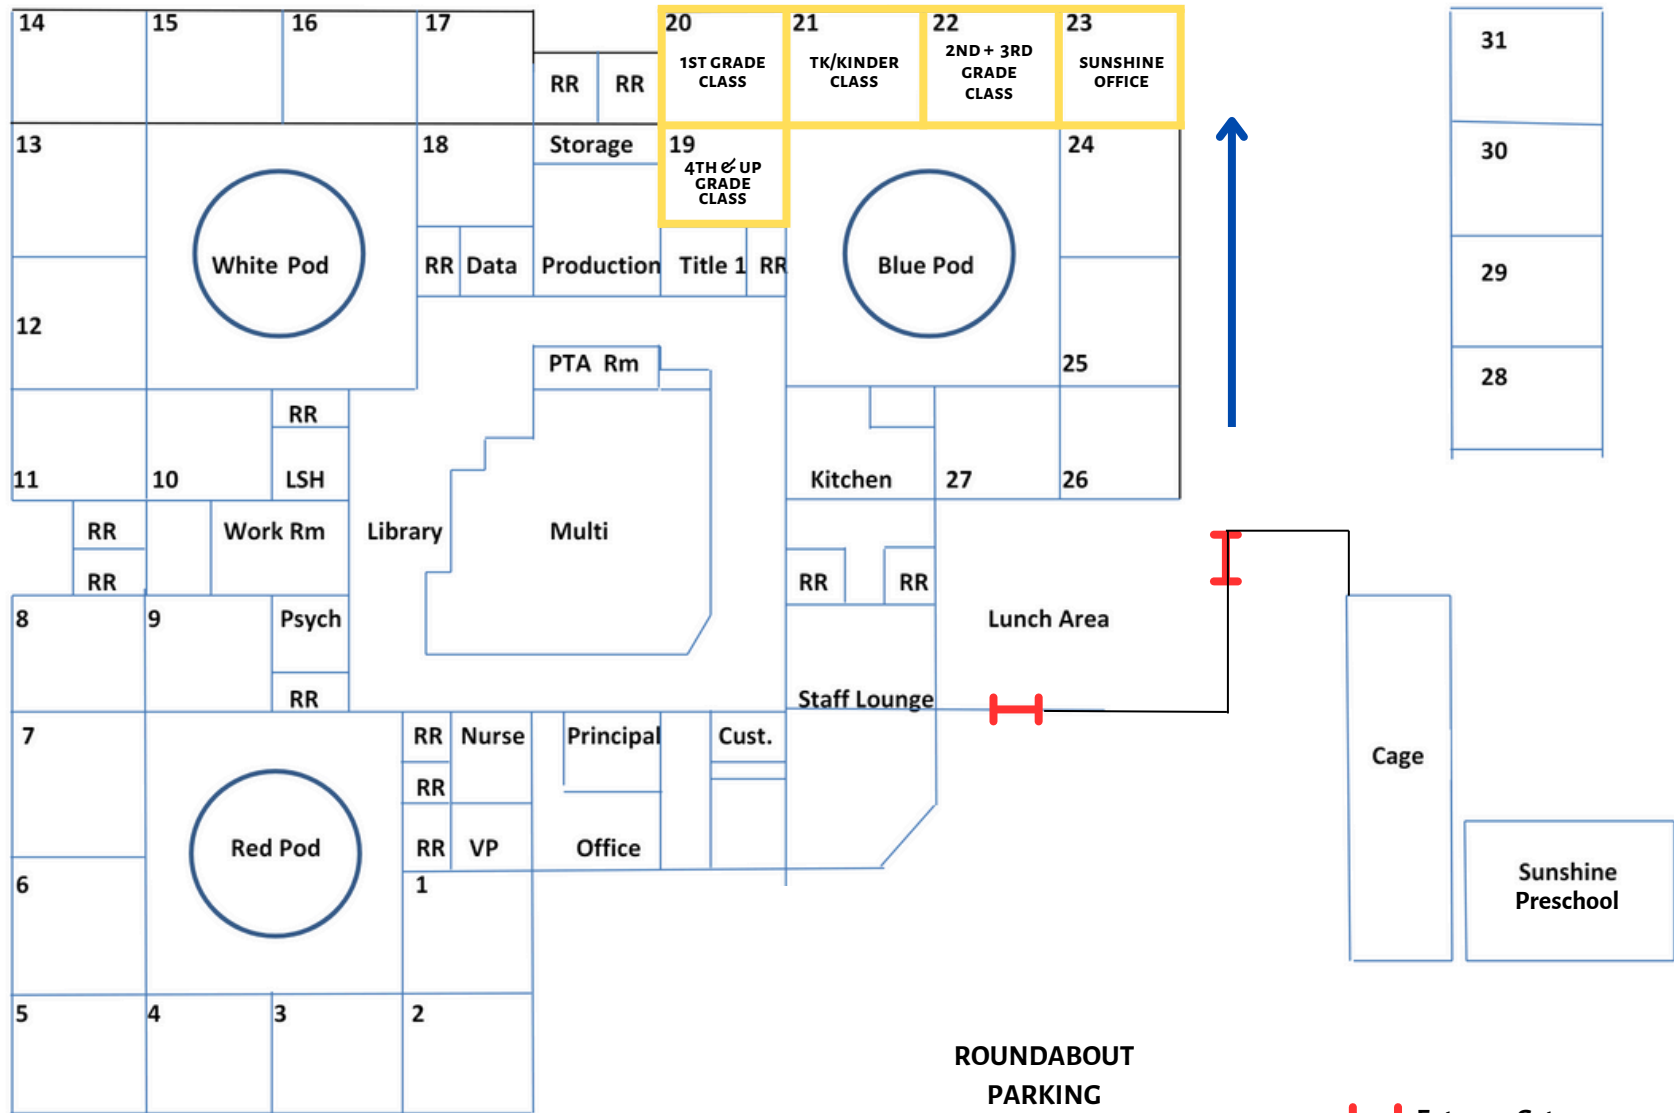 14
15
16
17
20
1ST GRADE
CLASS
21
TK/KINDER
CLASS
22
2ND + 3RD
GRADE
CLASS
23
SUNSHINE
OFFICE
31
RR
RR
13
18
Storage
19
4TH & UP
GRADE
CLASS
24
30
White Pod
RR
Data
Production
Title 1
RR
Blue Pod
29
12
PTA Rm
25
28
RR
11
10
LSH
Kitchen
27
26
RR
Work Rm
Library
Multi
RR
RR
RR
8
9
Psych
Lunch Area
RR
Staff Lounge
7
RR
Nurse
Principal
Cust.
Cage
RR
Red Pod
RR
VP
Office
6
1
Sunshine
Preschool
5
4
3
2
ROUNDABOUT
PARKING